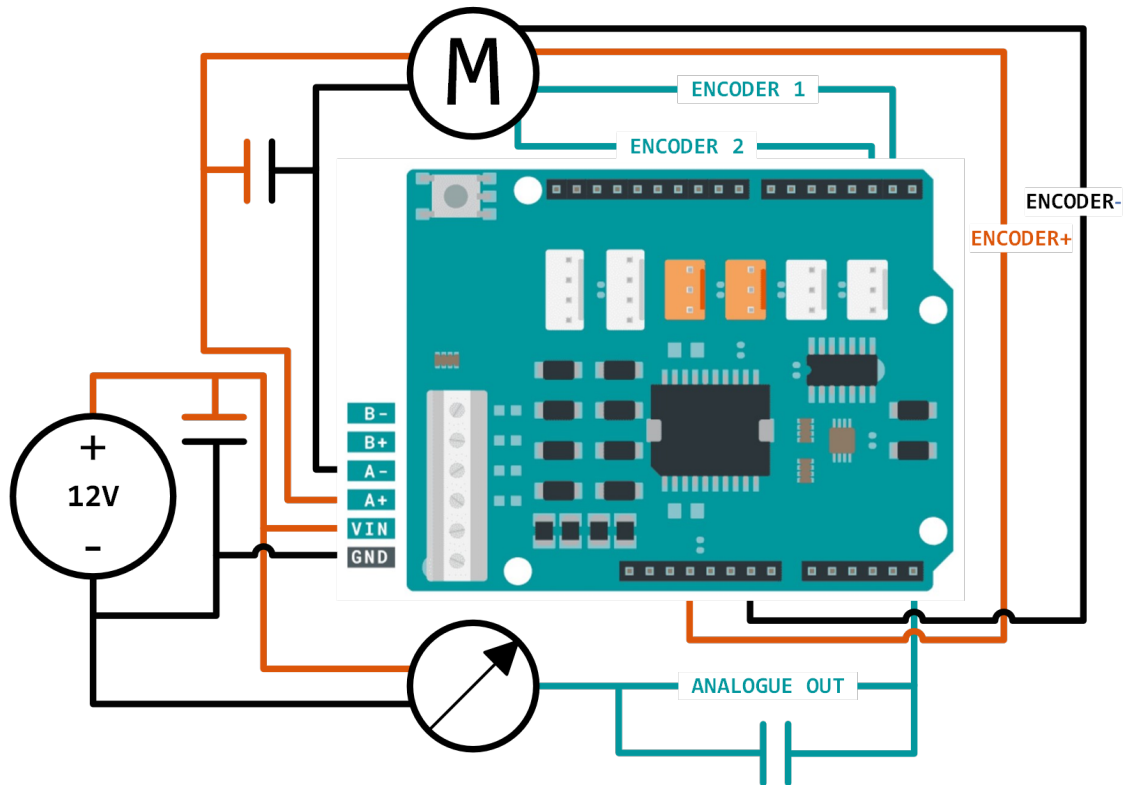 M
ENCODER 1
ENCODER 2
ENCODER-
ENCODER+
B-
B+
A-
A+
VIN
GND
+
12V
-
ANALOGUE OUT